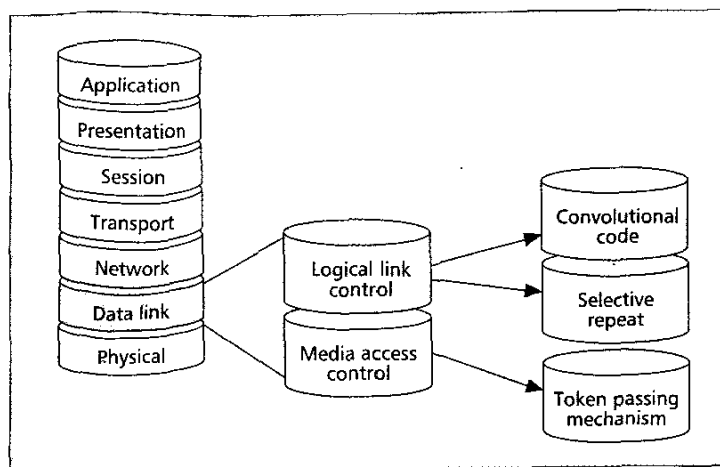 Application
Presentation
Session
Transport
Network
Data link
Physical
Logical link
control
Media access
control
Convolutional
code
Selective
repeat
Token passing
mechanism